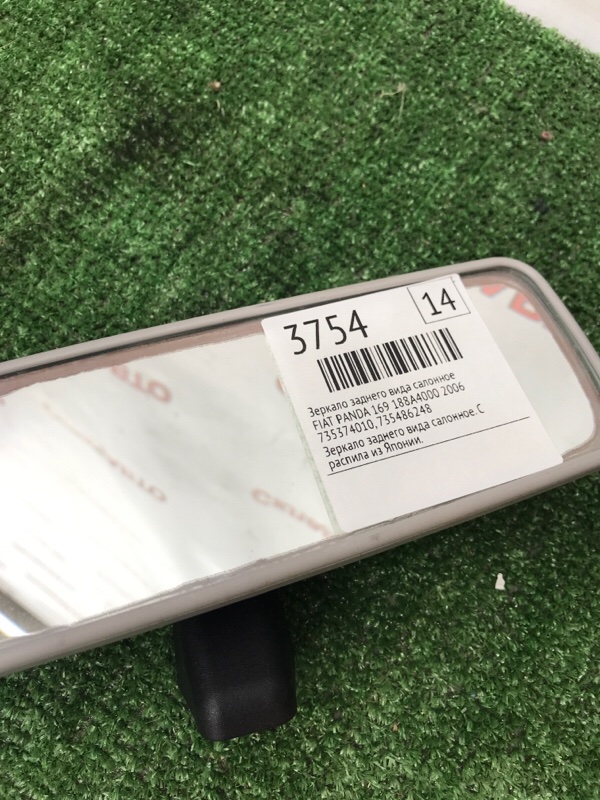 3754
14
Зеркало заднего вида салонное
FIAT PANDA 169 188A4000 2006
735374010,735486248
Зеркало заднего вида салонное. С
распила из Японии.